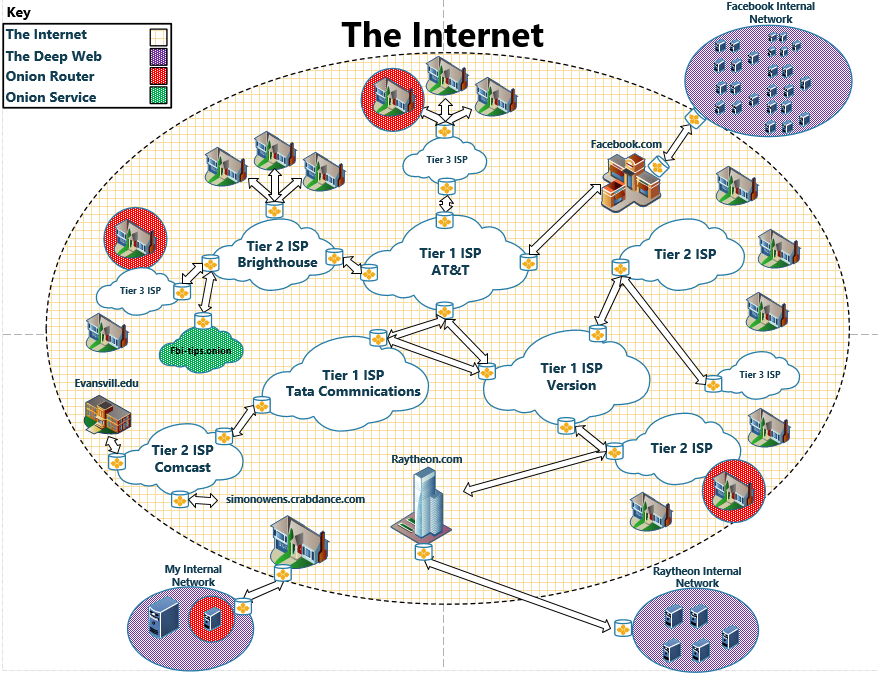 Key
The Internet
The Deep Web
Onion Router
Onion Service
The Internet
Facebook Internal
Network
Facebook.com
Tier 3 ISP
Tier 2 ISP
Brighthouse
Tier 1 ISP
AT&T
Tier 2 ISP
Tier 3 ISP
Fbi-tips.onion
Tier 1 ISP
Tata Commnications
Tier 1 ISP
Version
Tier 3 ISP
Evansvill.edu
Tier 2 ISP
Comcast
Raytheon.com
Tier 2 ISP
simonowens.crabdance.com
My Internal
Network
Raytheon Internal
Network